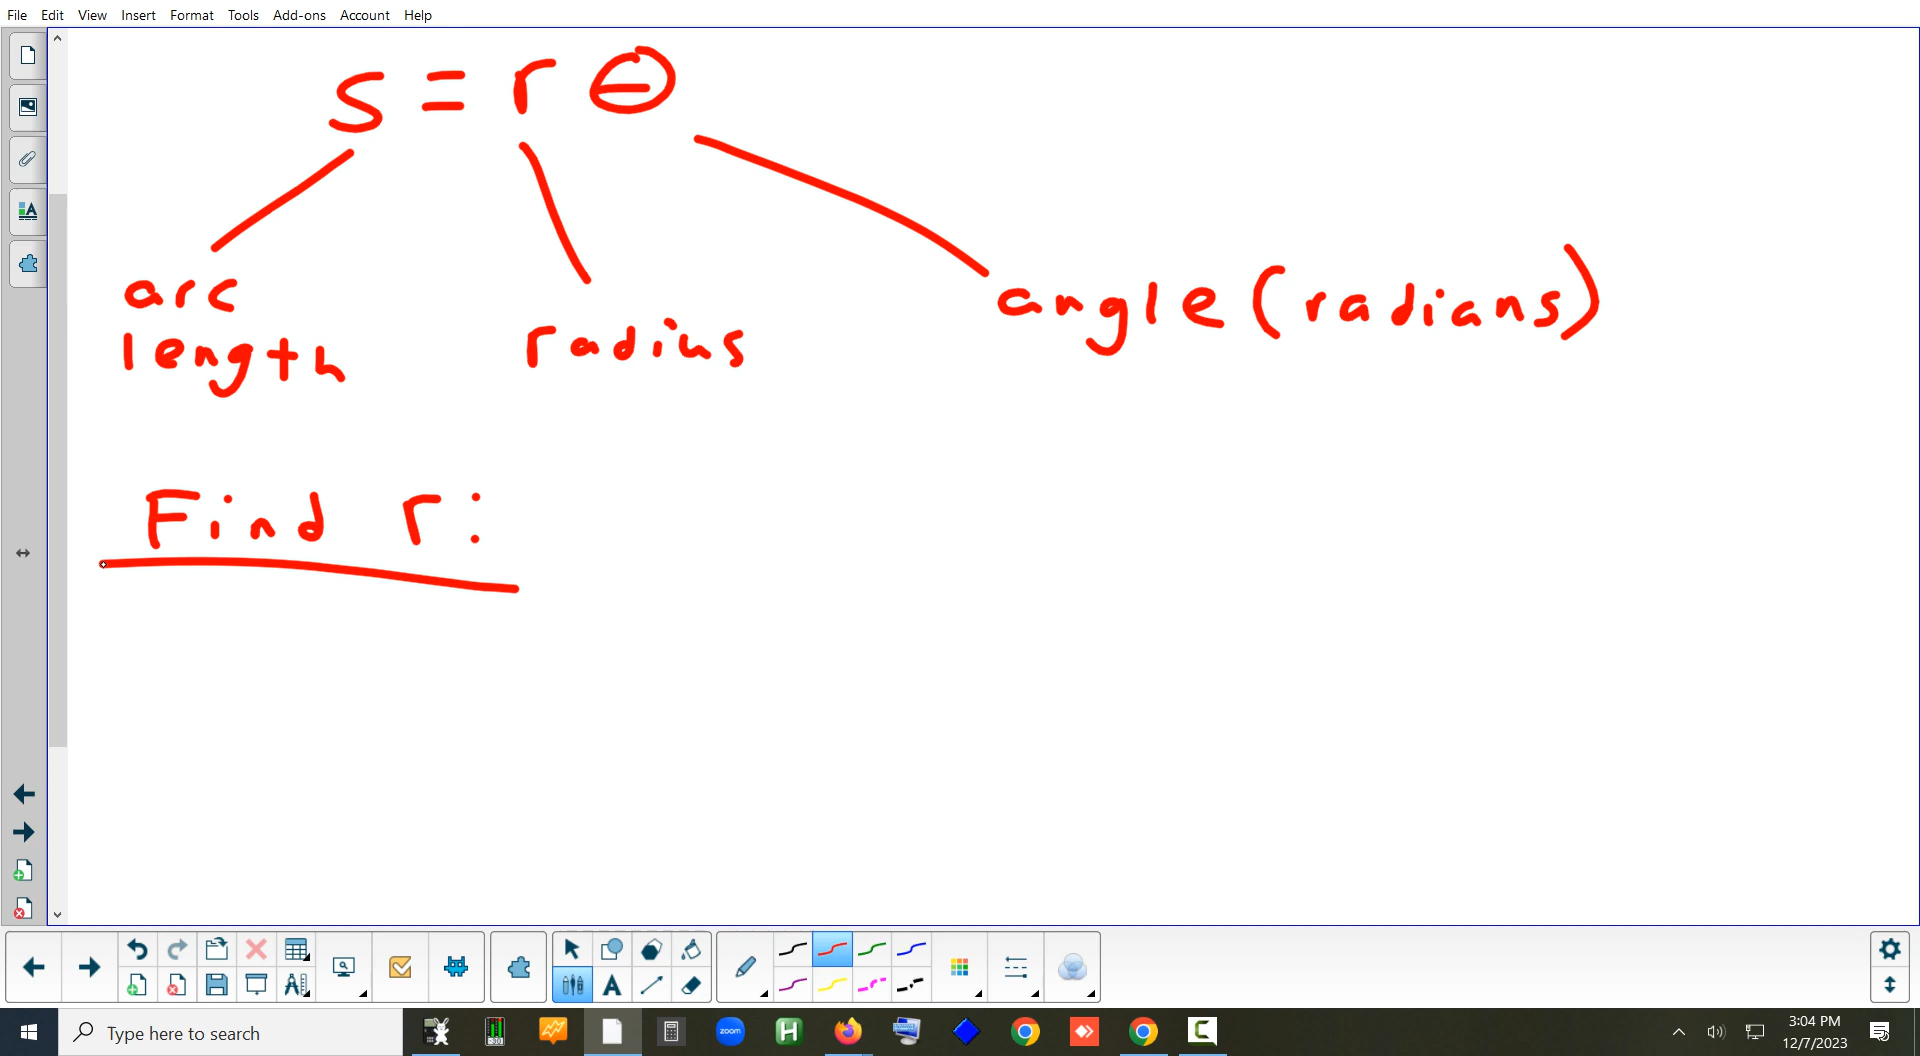 File Edit View Insert Format Tools Add-ons Account Help
s = r θ
arc
length
radius
angle (radians)
Find r:
Type here to search
zoom
3:04 PM
12/7/2023